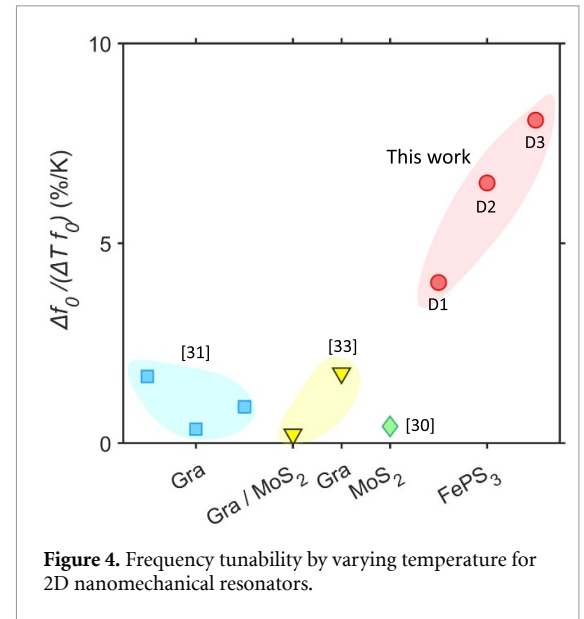 10
5
0
Δf₀ /(ΔT f₀) (%/K)
This work
D3
D2
D1
[31]
[33]
[30]
Gra
Gra / MoS₂
Gra
MoS₂
FePS₃
Figure 4. Frequency tunability by varying temperature for
2D nanomechanical resonators.